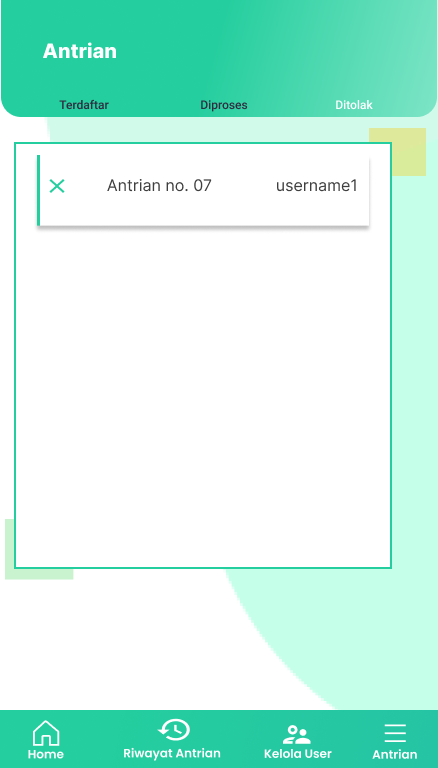 Antrian
Terdaftar Diproses Ditolak
Antrian no. 07 username1
Home Riwayat Antrian Kelola User Antrian